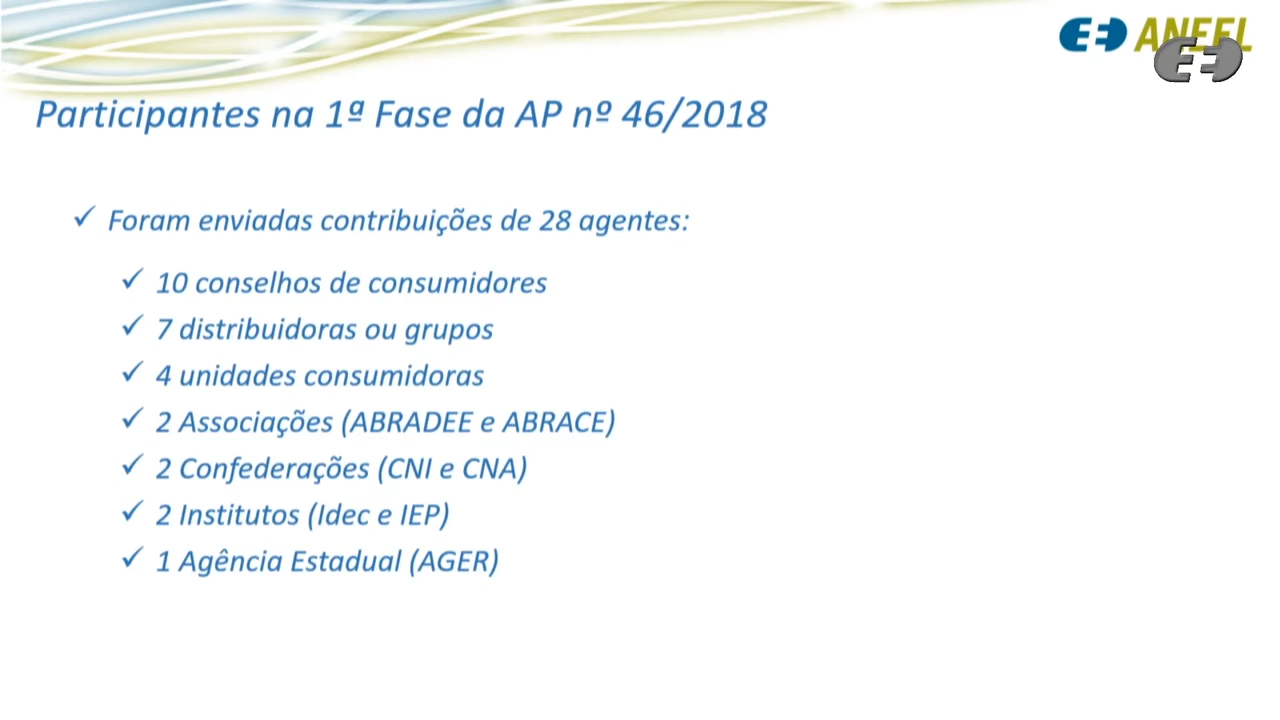 ANEEL
Participantes na 1ª Fase da AP nº 46/2018
Foram enviadas contribuições de 28 agentes:
10 conselhos de consumidores
7 distribuidoras ou grupos
4 unidades consumidoras
2 Associações (ABRADEE e ABRACE)
2 Confederações (CNI e CNA)
2 Institutos (Idec e IEP)
1 Agência Estadual (AGER)